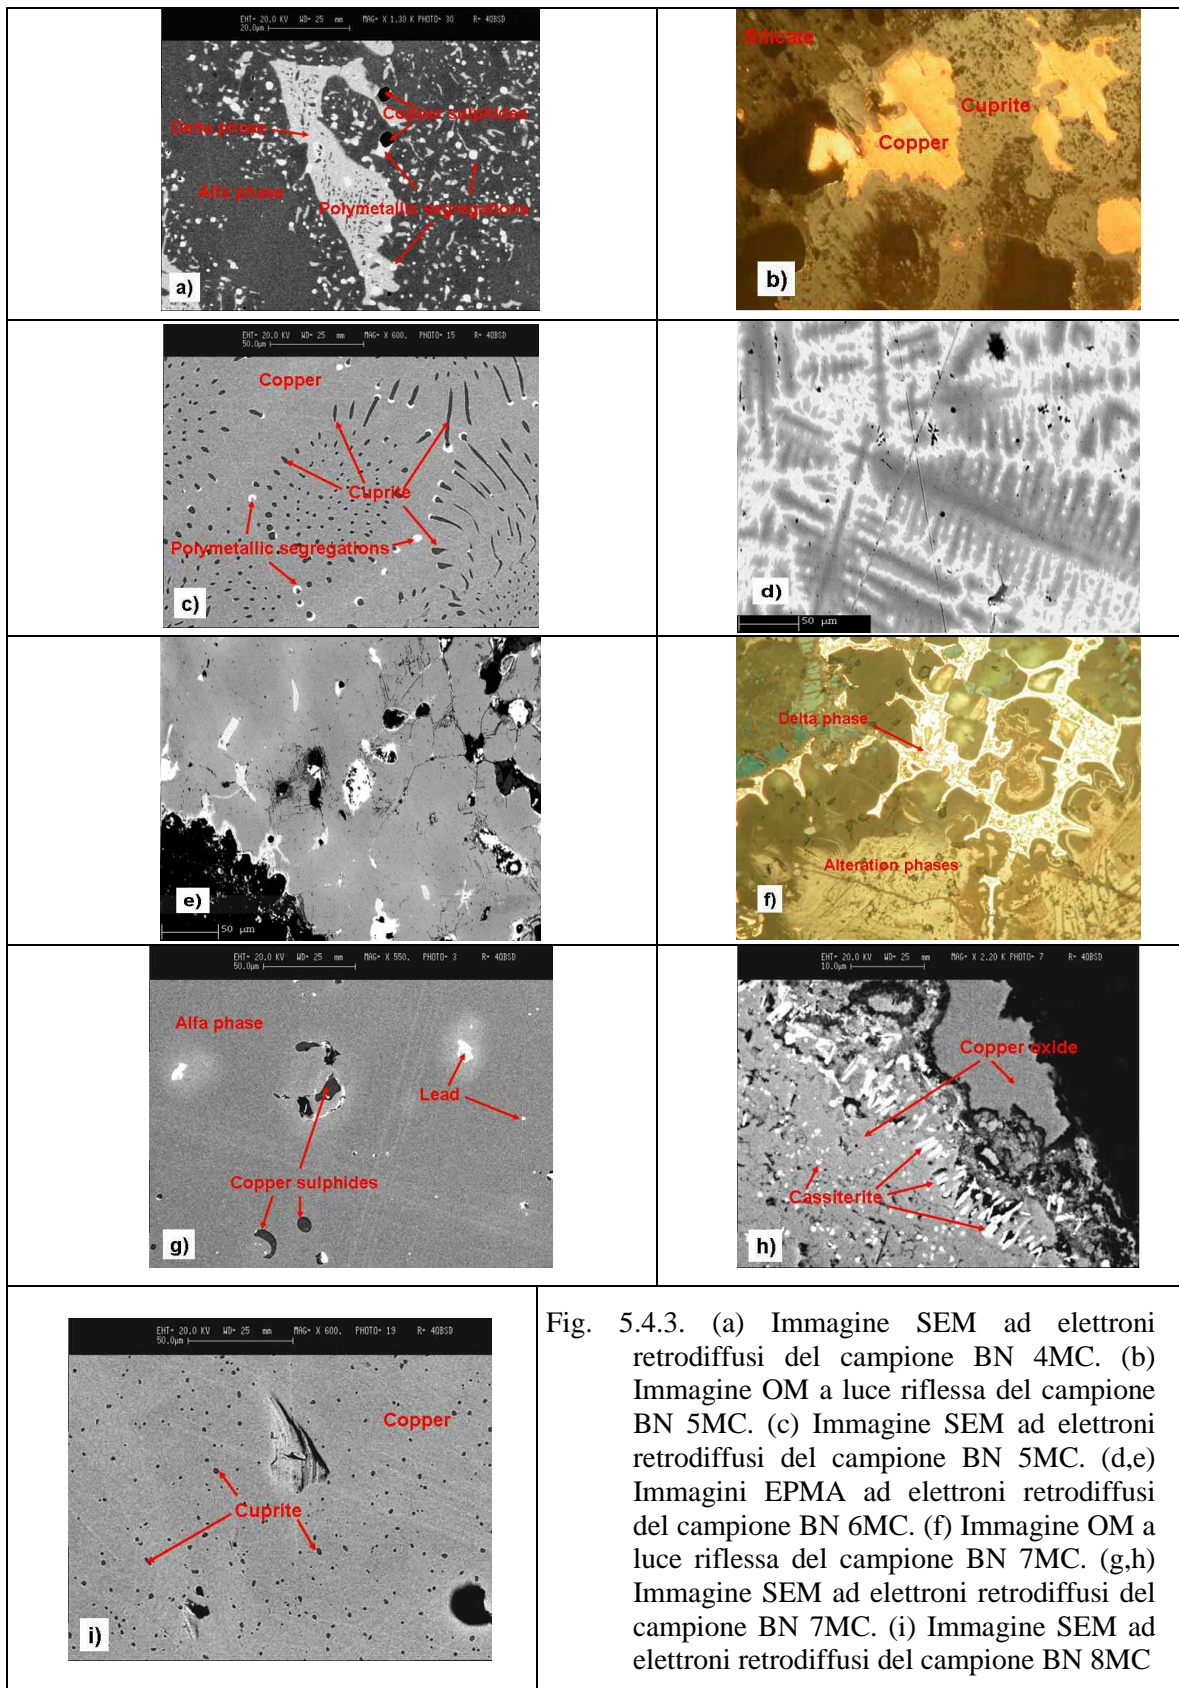 EHT= 20.0 KV WD= 25 mm MAG= X 1.30 K PHOTO= 30 R= 4QBSD
20.0µm
Copper sulphides
Delta phase
Alfa phase
Polymetallic segregations
a)
Silicate
Cuprite
Copper
b)
EHT= 20.0 KV WD= 25 mm MAG= X 600. PHOTO= 15 R= 4QBSD
50.0µm
Copper
Cuprite
Polymetallic segregations
c)
d)
50 µm
e)
50 µm
Delta phase
Alteration phases
f)
EHT= 20.0 KV WD= 25 mm MAG= X 550. PHOTO= 3 R= 4QBSD
50.0µm
Alfa phase
Lead
Copper sulphides
g)
EHT= 20.0 KV WD= 25 mm MAG= X 2.20 K PHOTO= 7 R= 4QBSD
10.0µm
Copper oxide
Cassiterite
h)
EHT= 20.0 KV WD= 25 mm MAG= X 600. PHOTO= 19 R= 4QBSD
50.0µm
Copper
Cuprite
i)
Fig. 5.4.3. (a) Immagine SEM ad elettroni
retrodiffusi del campione BN 4MC. (b)
Immagine OM a luce riflessa del campione
BN 5MC. (c) Immagine SEM ad elettroni
retrodiffusi del campione BN 5MC. (d,e)
Immagini EPMA ad elettroni retrodiffusi
del campione BN 6MC. (f) Immagine OM a
luce riflessa del campione BN 7MC. (g,h)
Immagine SEM ad elettroni retrodiffusi del
campione BN 7MC. (i) Immagine SEM ad
elettroni retrodiffusi del campione BN 8MC